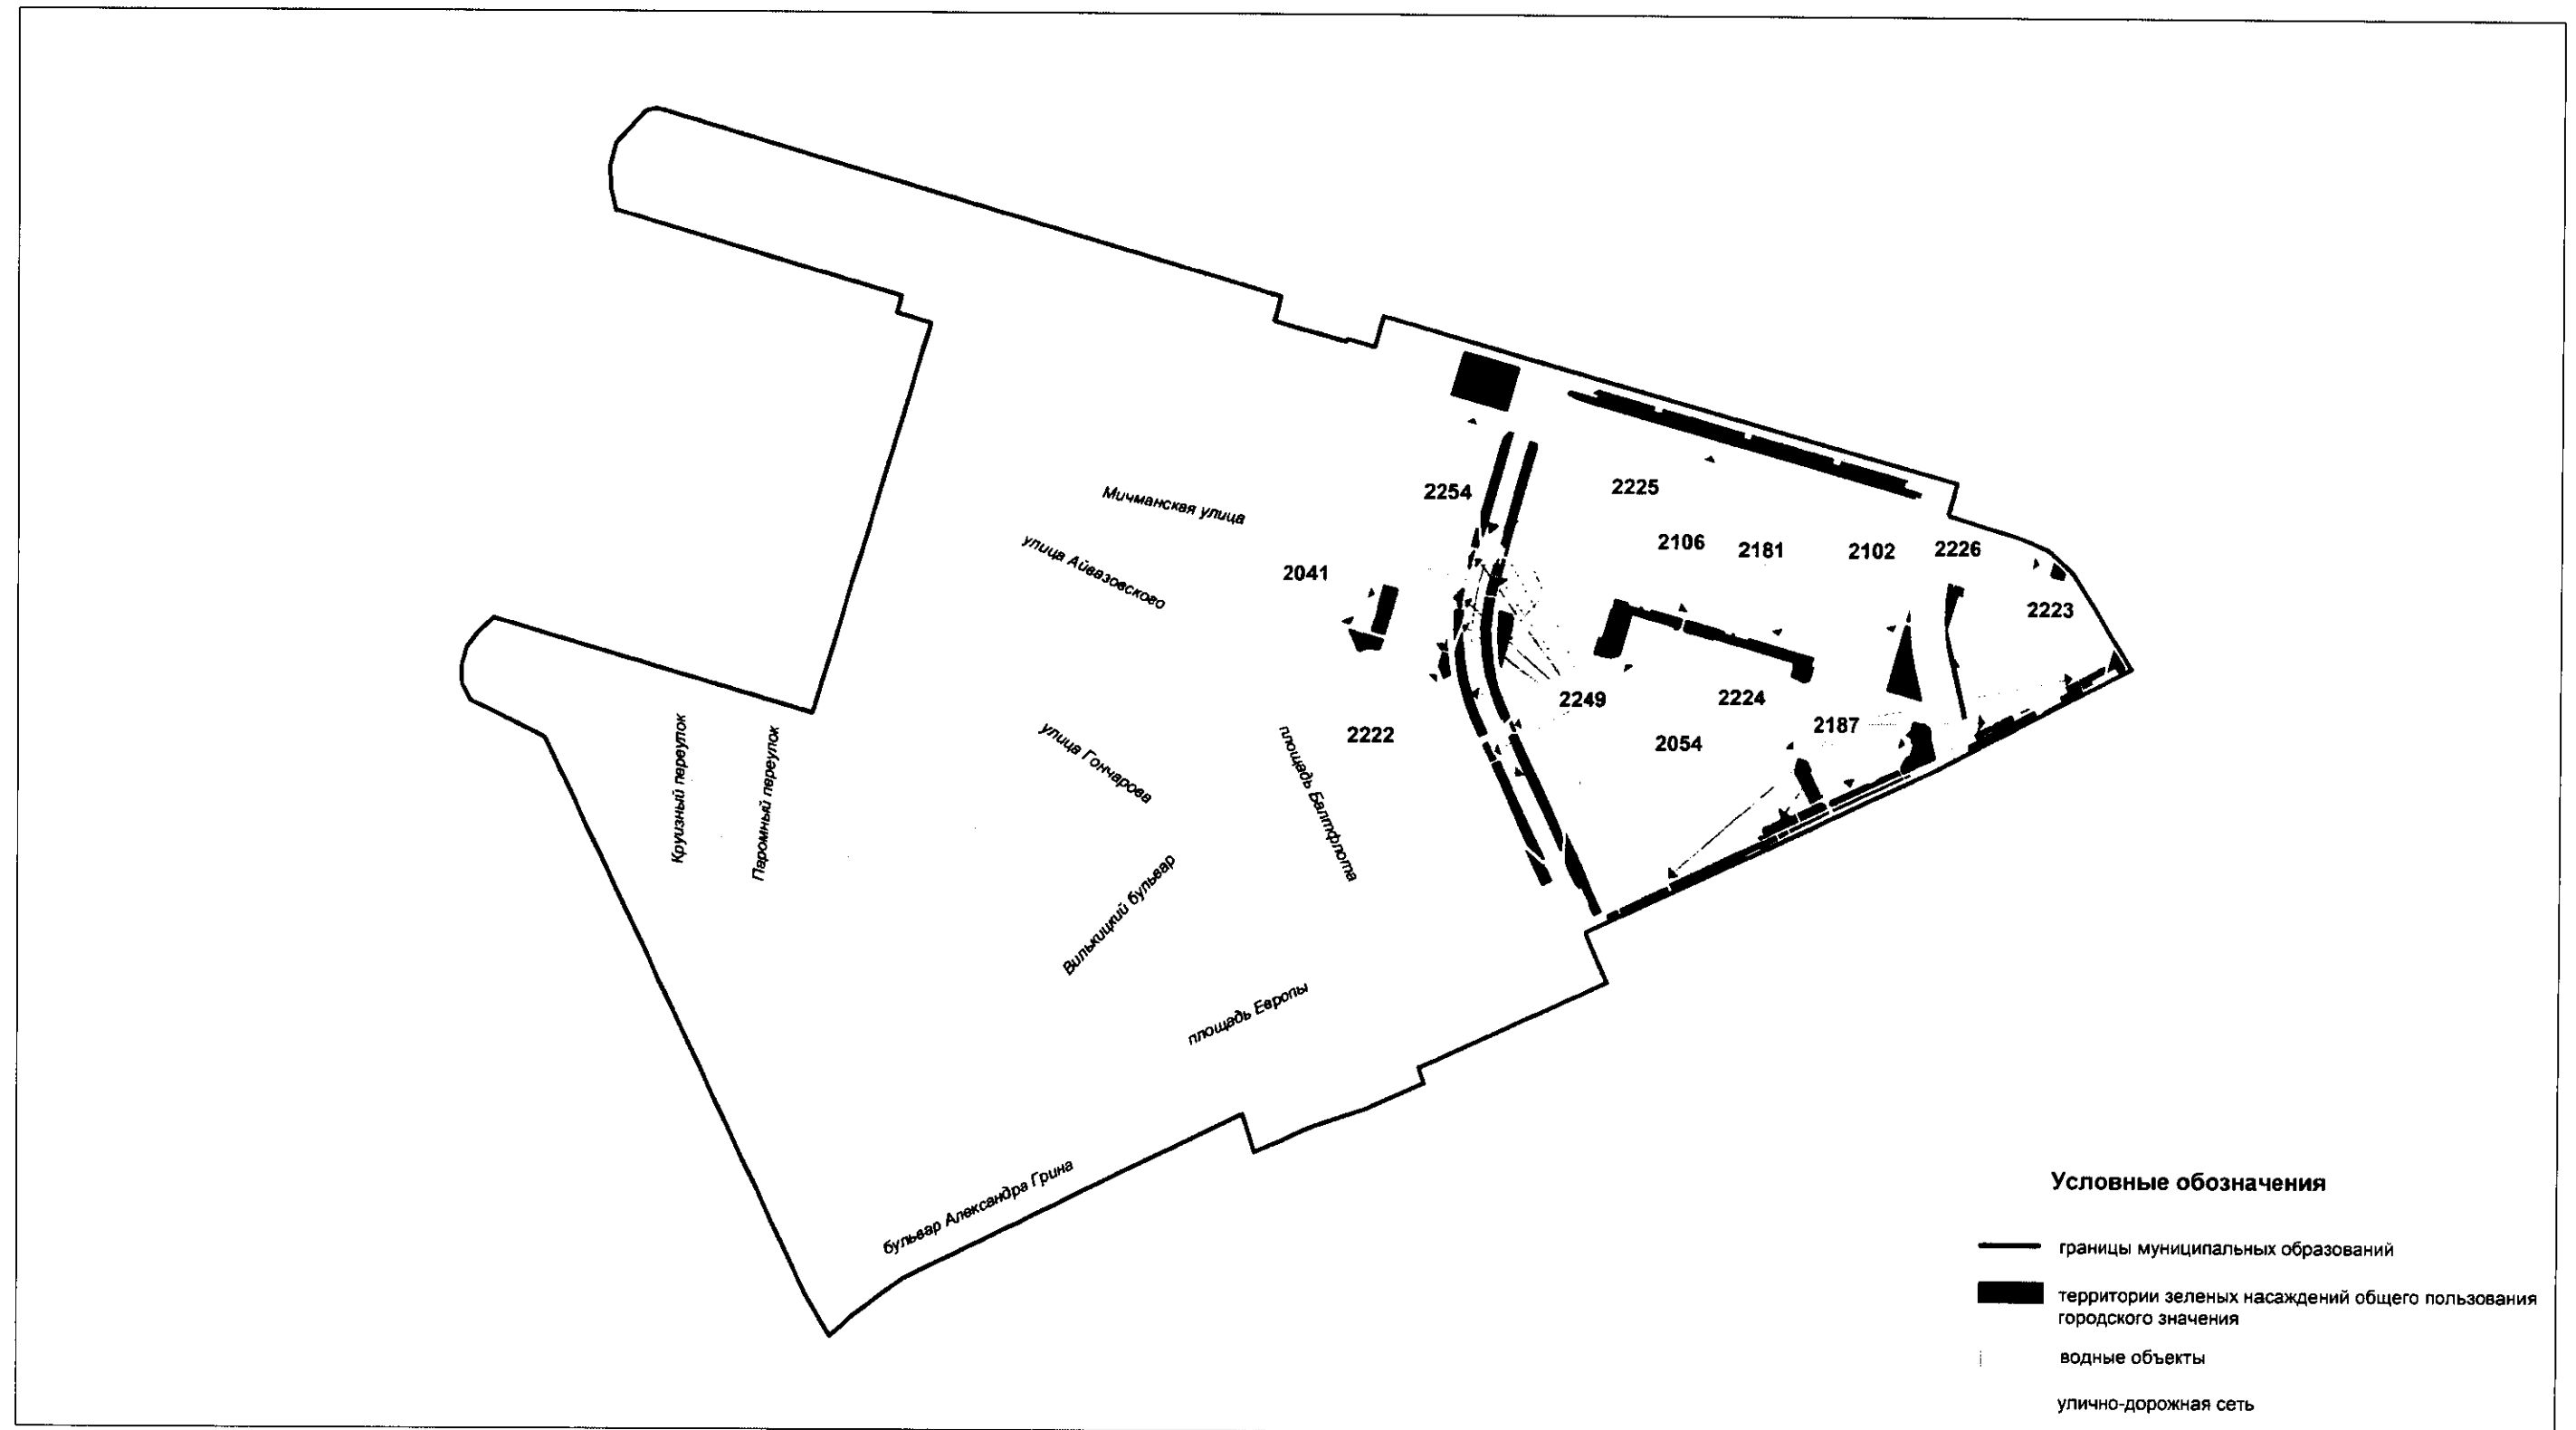 2254
2225
Мичманская улица
2106
2181
2102
2226
улица Айвазовского
2041
2223
2249
2224
Круизный переулок
Паромный переулок
улица Гончарова
2222
площадь Балтфлота
2187
2054
Вилькицкий бульвар
площадь Европы
бульвар Александра Грина
Условные обозначения
границы муниципальных образований
территории зеленых насаждений общего пользования
городского значения
водные объекты
улично-дорожная сеть